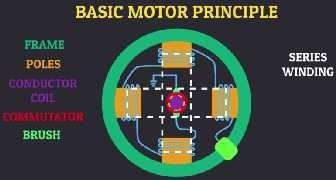 BASIC MOTOR PRINCIPLE
FRAME
POLES
CONDUCTOR
COIL
COMMUTATOR
BRUSH
SERIES
WINDING